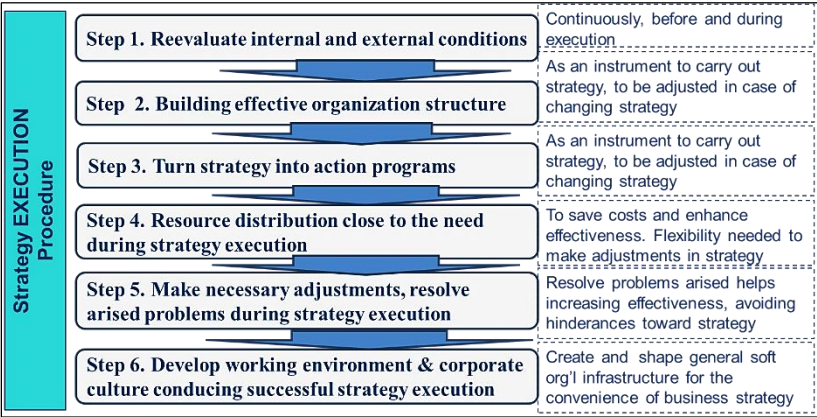 Strategy EXECUTION
Procedure
Step 1. Reevaluate internal and external conditions
Continuously, before and during
execution
Step 2. Building effective organization structure
As an instrument to carry out
strategy, to be adjusted in case of
changing strategy
Step 3. Turn strategy into action programs
As an instrument to carry out
strategy, to be adjusted in case of
changing strategy
Step 4. Resource distribution close to the need
during strategy execution
To save costs and enhance
effectiveness. Flexibility needed to
make adjustments in strategy
Step 5. Make necessary adjustments, resolve
arised problems during strategy execution
Resolve problems arised helps
increasing effectiveness, avoiding
hinderances toward strategy
Step 6. Develop working environment & corporate
culture conducing successful strategy execution
Create and shape general soft
org'l infrastructure for the
convenience of business strategy